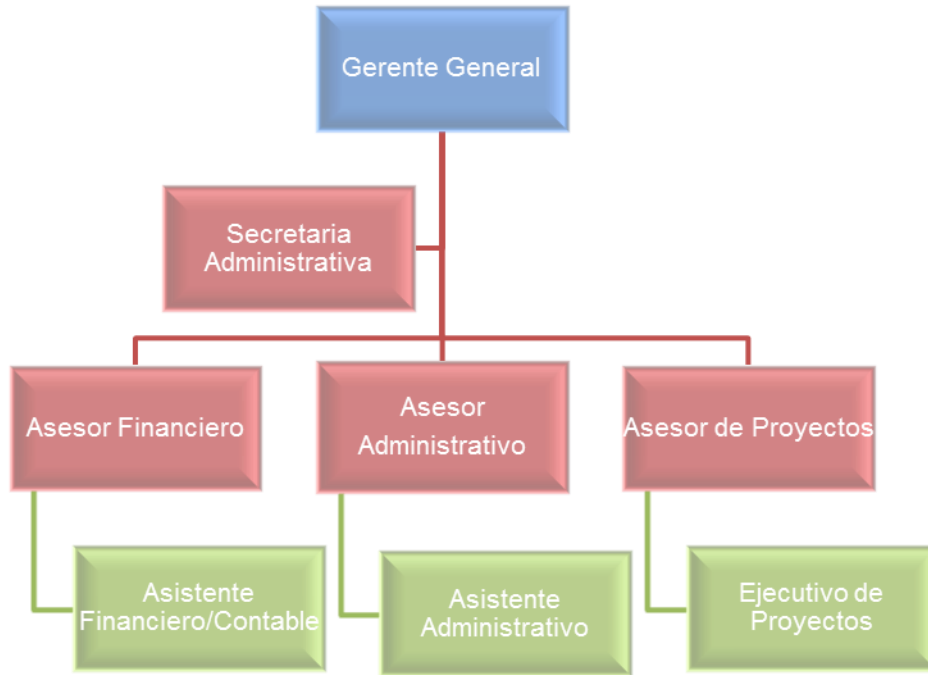 Gerente General
Secretaria
Administrativa
Asesor Financiero
Asesor
Administrativo
Asesor de Proyectos
Asistente
Financiero/Contable
Asistente
Administrativo
Ejecutivo de
Proyectos